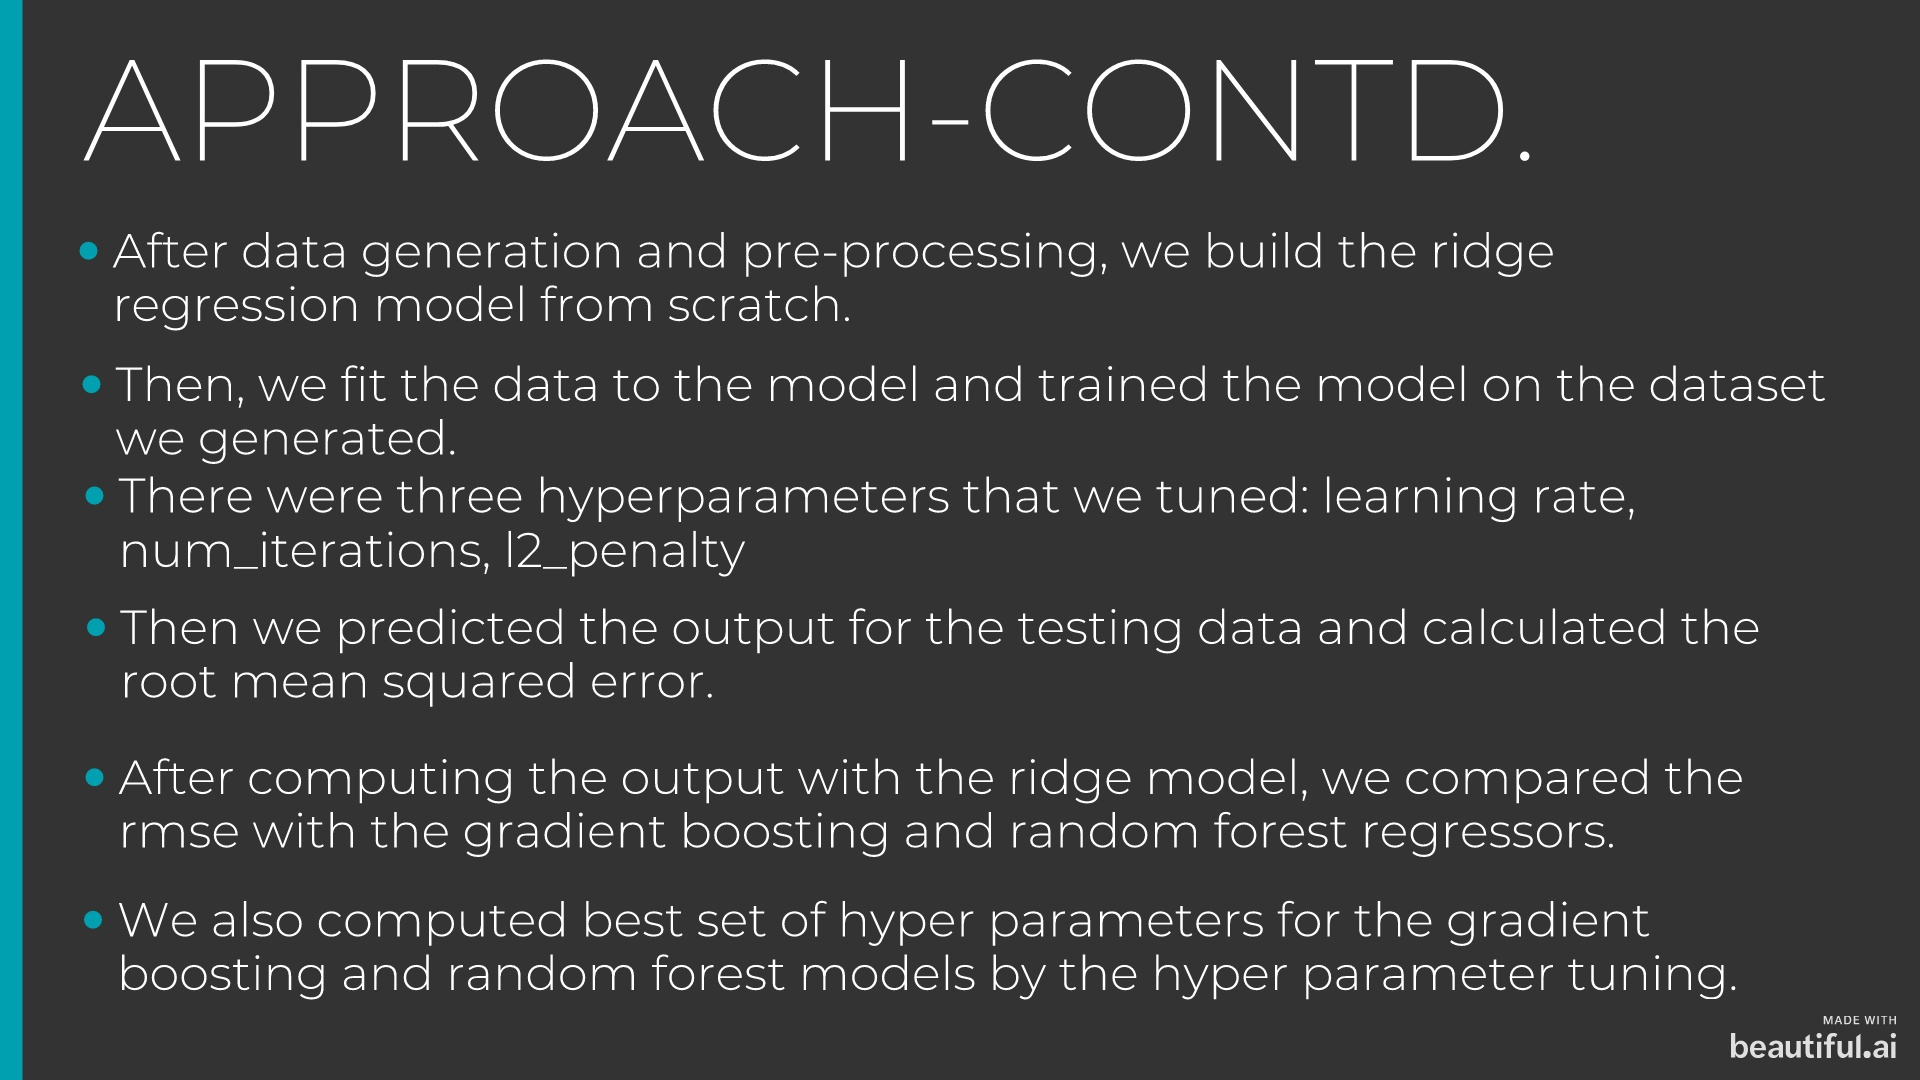 APPROACH-CONTD.
• After data generation and pre-processing, we build the ridge
regression model from scratch.
• Then, we fit the data to the model and trained the model on the dataset
we generated.
• There were three hyperparameters that we tuned: learning rate,
num_iterations, l2_penalty
• Then we predicted the output for the testing data and calculated the
root mean squared error.
• After computing the output with the ridge model, we compared the
rmse with the gradient boosting and random forest regressors.
• We also computed best set of hyper parameters for the gradient
boosting and random forest models by the hyper parameter tuning.
MADE WITH
beautiful.ai